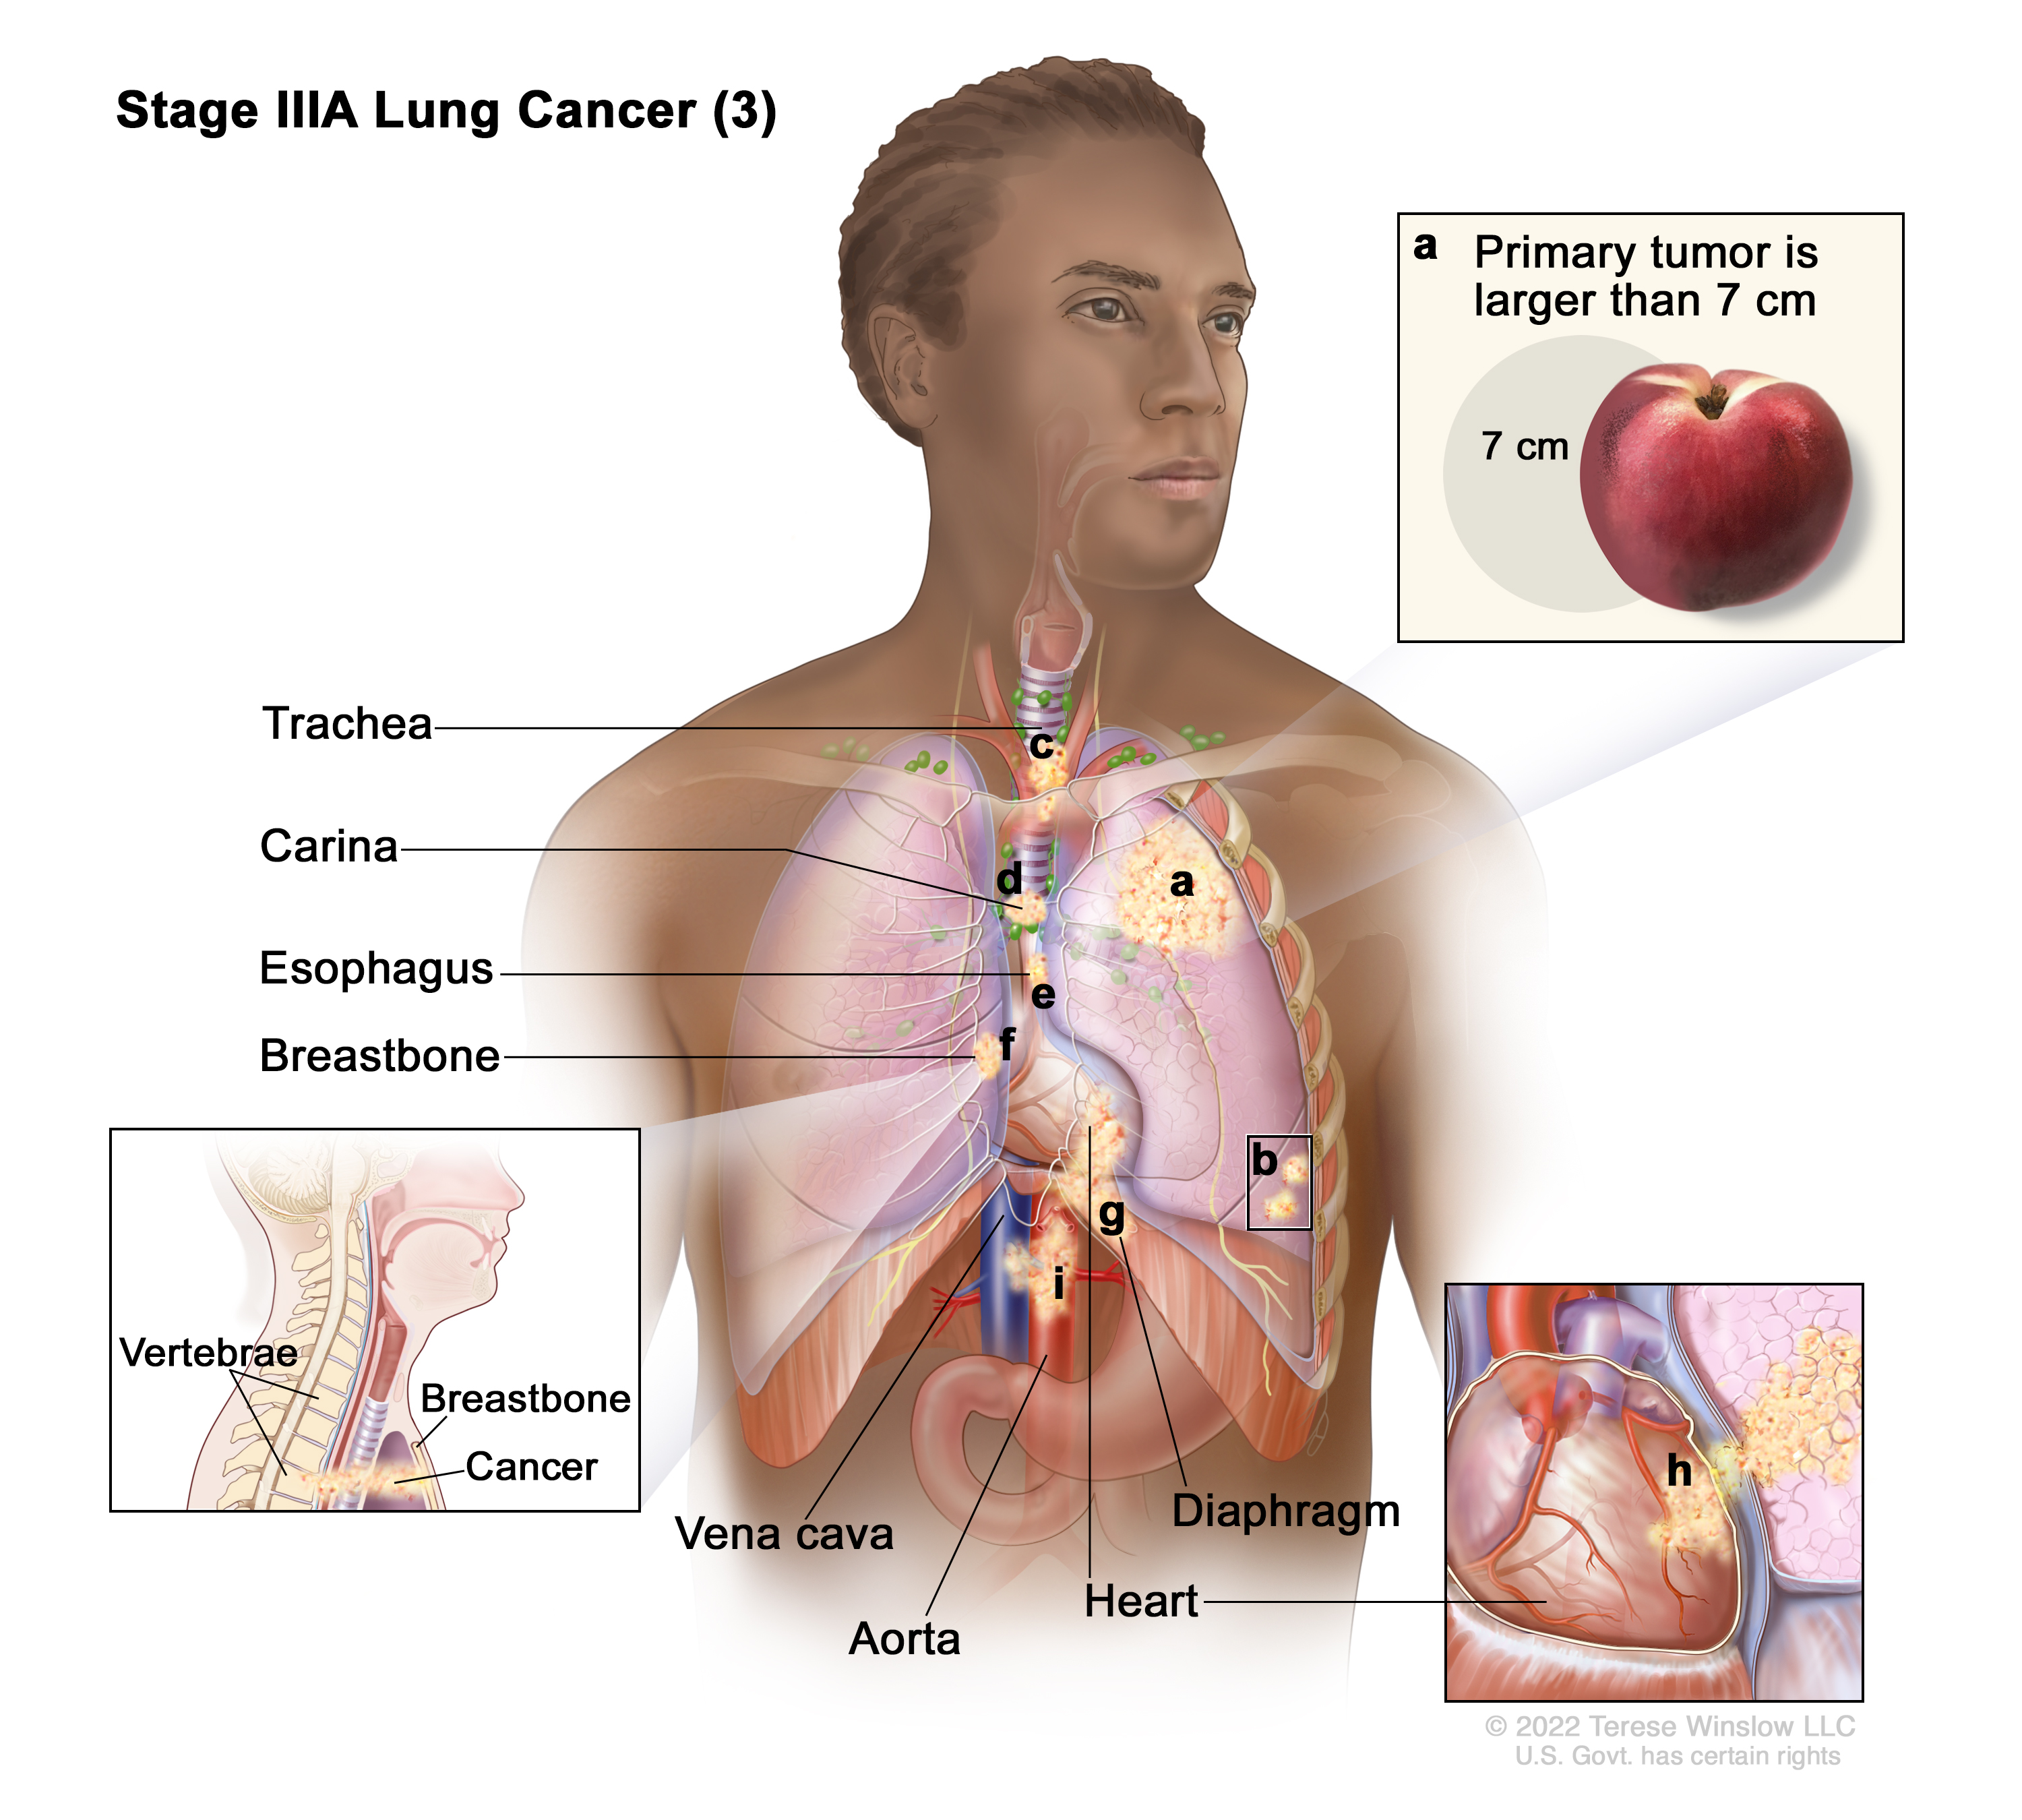 Stage IIIA Lung Cancer (3)
a Primary tumor is
larger than 7 cm
7 cm
Trachea
c
Carina
d
a
Esophagus
e
Breastbone
f
b
g
i
Vertebrae
Breastbone
Cancer
h
Vena cava
Diaphragm
Heart
Aorta
© 2022 Terese Winslow LLC
U.S. Govt. has certain rights